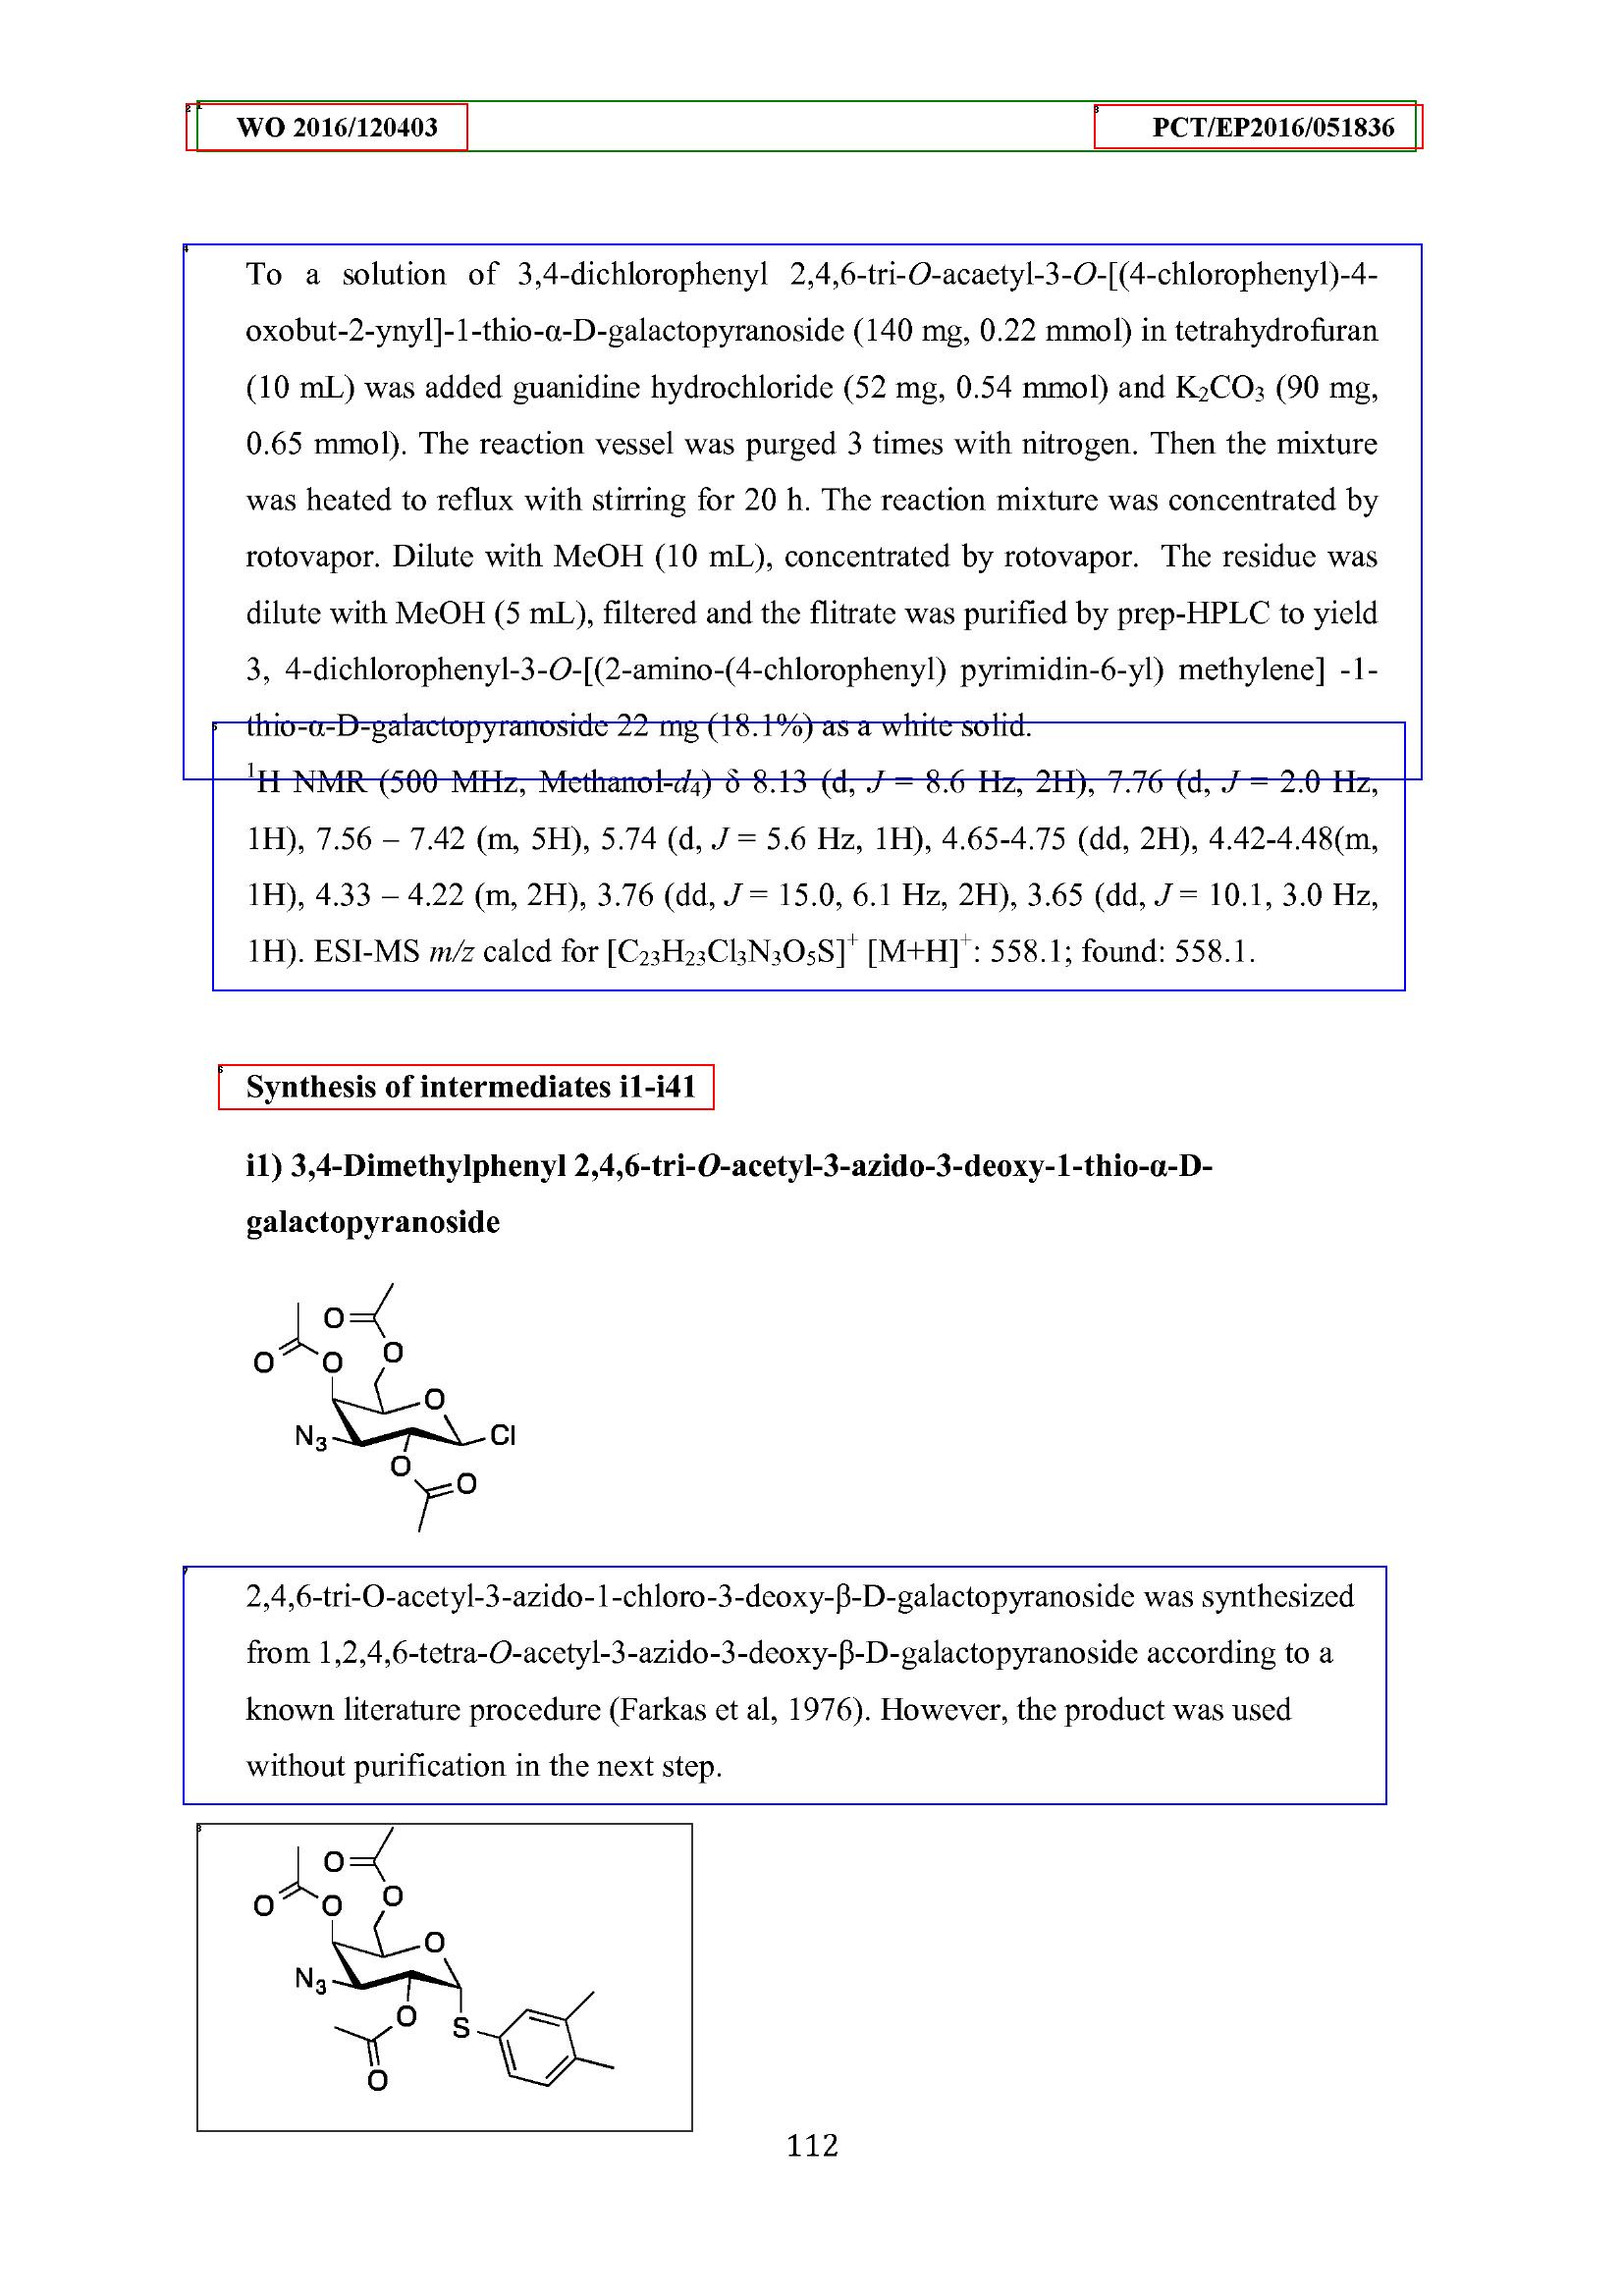 WO 2016/120403 PCT/EP2016/051836
To a solution of 3,4-dichlorophenyl 2,4,6-tri-O-acaetyl-3-O-[(4-chlorophenyl)-4-
oxobut-2-ynyl]-1-thio-α-D-galactopyranoside (140 mg, 0.22 mmol) in tetrahydrofuran
(10 mL) was added guanidine hydrochloride (52 mg, 0.54 mmol) and K₂CO₃ (90 mg,
0.65 mmol). The reaction vessel was purged 3 times with nitrogen. Then the mixture
was heated to reflux with stirring for 20 h. The reaction mixture was concentrated by
rotovapor. Dilute with MeOH (10 mL), concentrated by rotovapor. The residue was
dilute with MeOH (5 mL), filtered and the flitrate was purified by prep-HPLC to yield
3, 4-dichlorophenyl-3-O-[(2-amino-(4-chlorophenyl) pyrimidin-6-yl) methylene] -1-
thio-α-D-galactopyranoside 22 mg (18.1%) as a white solid.
¹H NMR (500 MHz, Methanol-d₄) δ 8.13 (d, J = 8.6 Hz, 2H), 7.76 (d, J = 2.0 Hz,
1H), 7.56 – 7.42 (m, 5H), 5.74 (d, J = 5.6 Hz, 1H), 4.65-4.75 (dd, 2H), 4.42-4.48(m,
1H), 4.33 – 4.22 (m, 2H), 3.76 (dd, J = 15.0, 6.1 Hz, 2H), 3.65 (dd, J = 10.1, 3.0 Hz,
1H). ESI-MS m/z calcd for [C₂₃H₂₃Cl₃N₃O₅S]⁺ [M+H]⁺: 558.1; found: 558.1.
Synthesis of intermediates i1-i41
i1) 3,4-Dimethylphenyl 2,4,6-tri-O-acetyl-3-azido-3-deoxy-1-thio-α-D-
galactopyranoside
O
O
O O
O
N₃ Cl
O
O
2,4,6-tri-O-acetyl-3-azido-1-chloro-3-deoxy-β-D-galactopyranoside was synthesized
from 1,2,4,6-tetra-O-acetyl-3-azido-3-deoxy-β-D-galactopyranoside according to a
known literature procedure (Farkas et al, 1976). However, the product was used
without purification in the next step.
O
O
O O
O
N₃
O
S
O
112